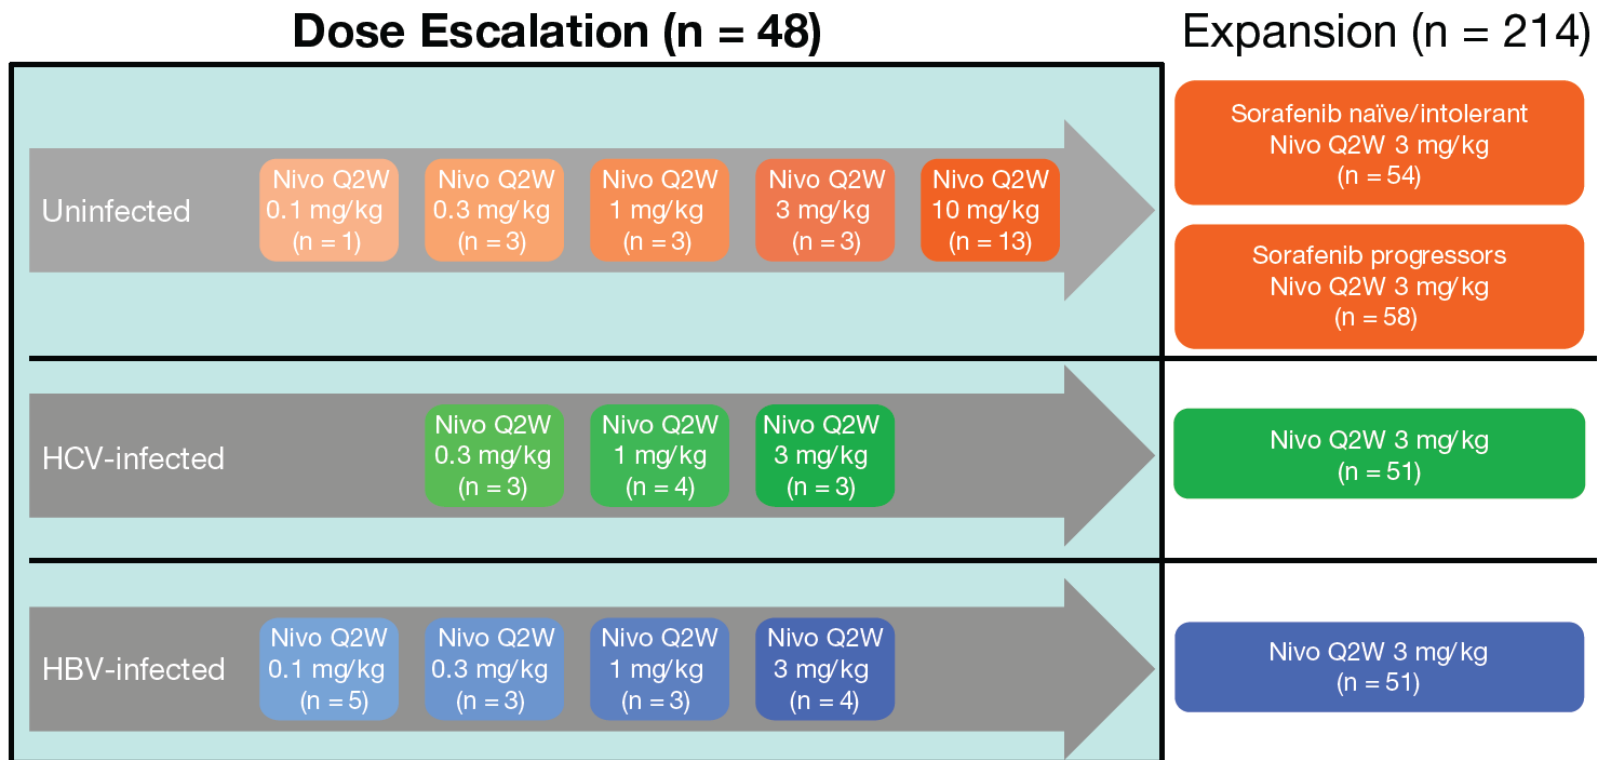 Dose Escalation (n = 48)
Expansion (n = 214)
Uninfected
Nivo Q2W
0.1 mg/kg
(n = 1)
Nivo Q2W
0.3 mg/kg
(n = 3)
Nivo Q2W
1 mg/kg
(n = 3)
Nivo Q2W
3 mg/kg
(n = 3)
Nivo Q2W
10 mg/kg
(n = 13)
Sorafenib naïve/intolerant
Nivo Q2W 3 mg/kg
(n = 54)
Sorafenib progressors
Nivo Q2W 3 mg/kg
(n = 58)
HCV-infected
Nivo Q2W
0.3 mg/kg
(n = 3)
Nivo Q2W
1 mg/kg
(n = 4)
Nivo Q2W
3 mg/kg
(n = 3)
Nivo Q2W 3 mg/kg
(n = 51)
HBV-infected
Nivo Q2W
0.1 mg/kg
(n = 5)
Nivo Q2W
0.3 mg/kg
(n = 3)
Nivo Q2W
1 mg/kg
(n = 3)
Nivo Q2W
3 mg/kg
(n = 4)
Nivo Q2W 3 mg/kg
(n = 51)